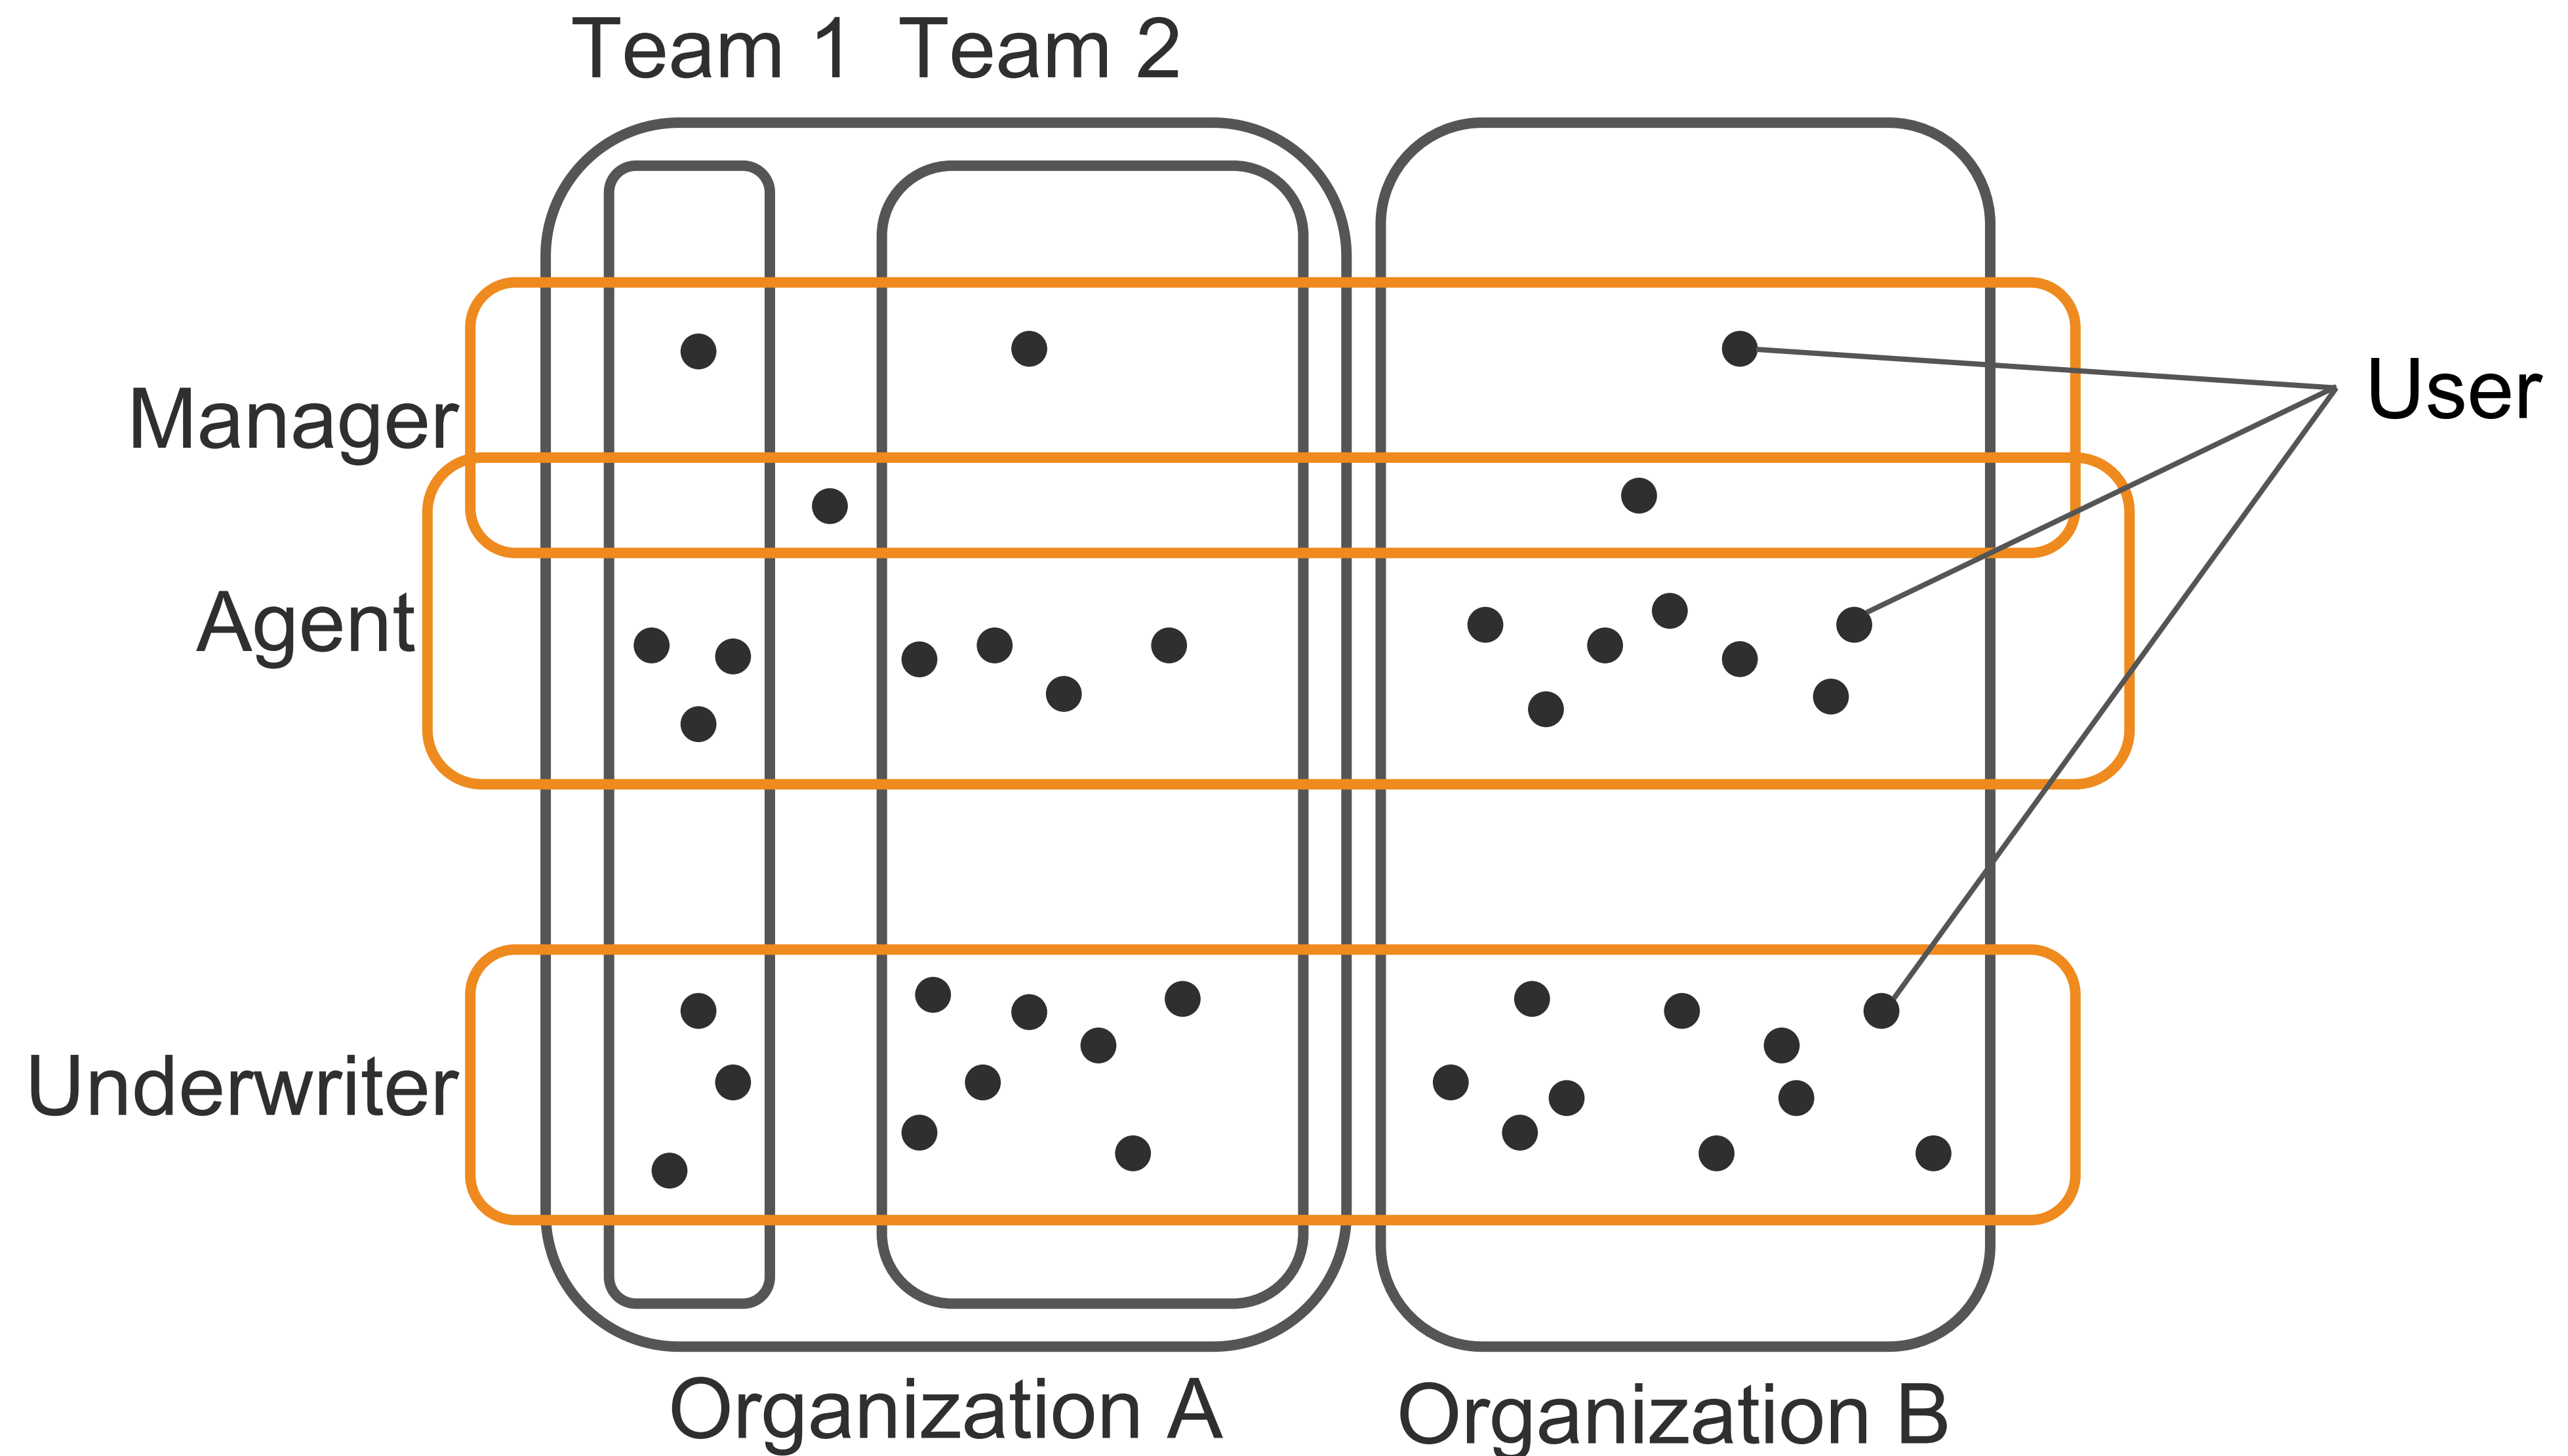 Team 1 Team 2
Manager
User
Agent
Underwriter
Organization A
Organization B